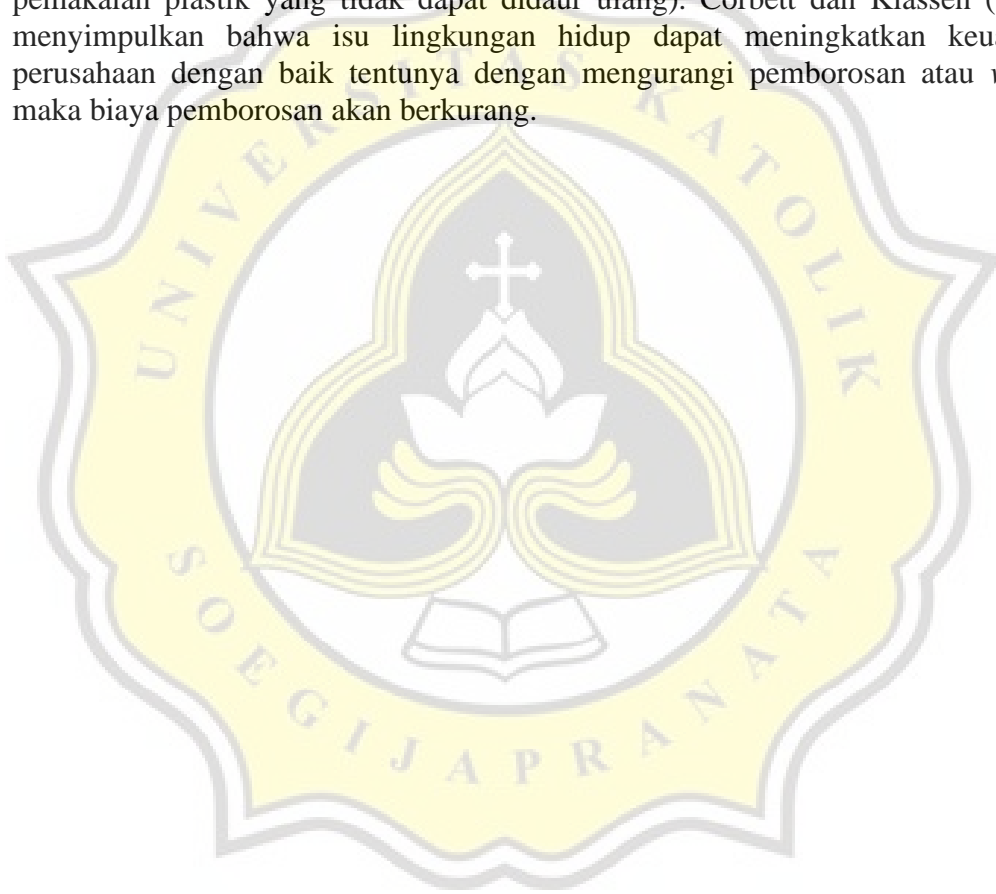 pemakaian plastik yang tidak dapat didaur ulang). Corbett dan Klassen (
menyimpulkan bahwa isu lingkungan hidup dapat meningkatkan
perusahaan dengan baik tentunya dengan mengurangi pemborosan atau
maka biaya pemborosan akan berkurang.
UNIVERSITAS KATOLIK
SOEGIJAPRANATA